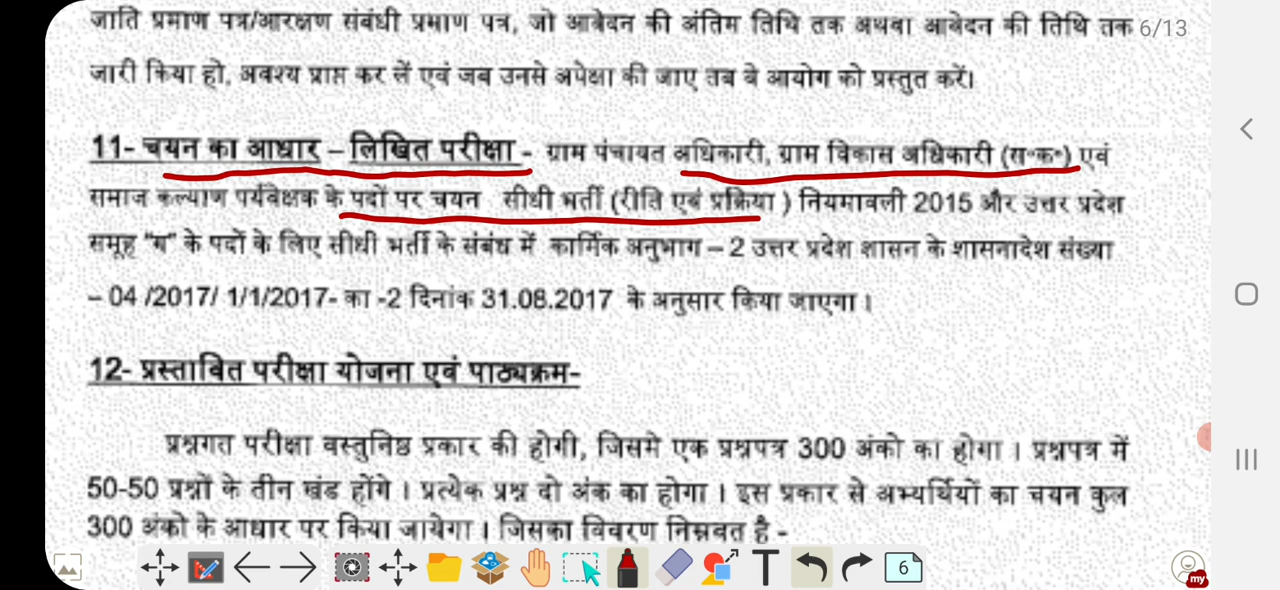 जाति प्रमाण पत्र/आरक्षण संबंधी प्रमाण पत्र, जो आवेदन की अंतिम तिथि तक अथवा आवेदन की तिथि तक 6/13
जारी किया हो, अवश्य प्राप्त कर लें एवं जब उनसे अपेक्षा की जाए तब वे आयोग को प्रस्तुत करें।
11- चयन का आधार – लिखित परीक्षा - ग्राम पंचायत अधिकारी, ग्राम विकास अधिकारी (स॰क॰) एवं
समाज कल्याण पर्यवेक्षक के पदों पर चयन सीधी भर्ती (रीति एवं प्रक्रिया ) नियमावली 2015 और उत्तर प्रदेश
समूह "ग" के पदों के लिए सीधी भर्ती के संबंध में कार्मिक अनुभाग – 2 उत्तर प्रदेश शासन के शासनादेश संख्या
– 04 /2017/ 1/1/2017- का -2 दिनांक 31.08.2017 के अनुसार किया जाएगा ।
12- प्रस्तावित परीक्षा योजना एवं पाठ्यक्रम-
प्रश्नगत परीक्षा वस्तुनिष्ठ प्रकार की होगी, जिसमे एक प्रश्नपत्र 300 अंको का होगा । प्रश्नपत्र में
50-50 प्रश्नों के तीन खंड होंगे । प्रत्येक प्रश्न दो अंक का होगा । इस प्रकार से अभ्यर्थियों का चयन कुल
300 अंको के आधार पर किया जायेगा । जिसका विवरण निम्नवत है -
T 6 my